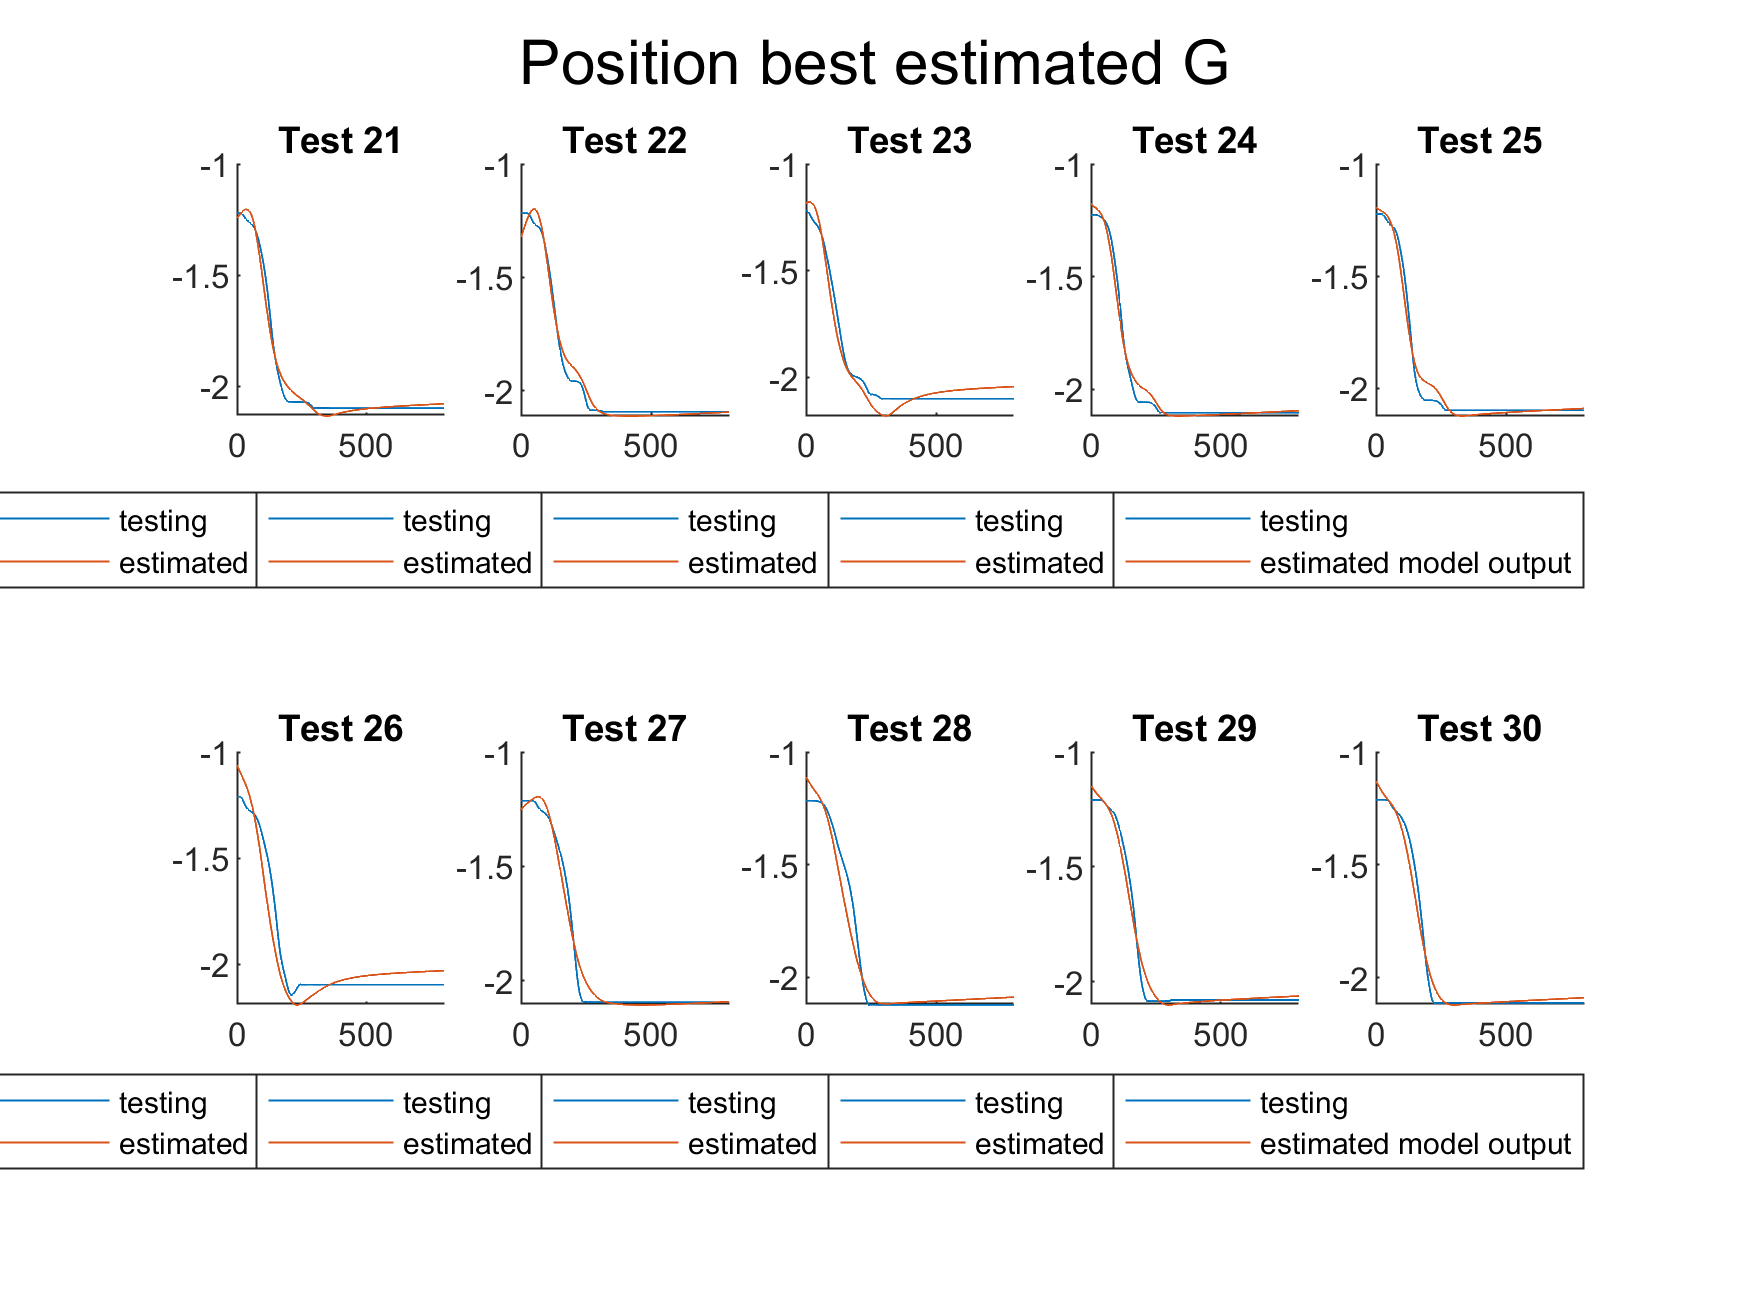 Position best estimated G
Test 21 Test 22 Test 23 Test 24 Test 25
-1 -1 -1 -1 -1
-1.5 -1.5 -1.5 -1.5 -1.5
-2 -2 -2 -2 -2
0 500 0 500 0 500 0 500 0 500
testing testing testing testing testing
estimated estimated estimated estimated estimated model output
Test 26 Test 27 Test 28 Test 29 Test 30
-1 -1 -1 -1 -1
-1.5 -1.5 -1.5 -1.5 -1.5
-2 -2 -2 -2 -2
0 500 0 500 0 500 0 500 0 500
testing testing testing testing testing
estimated estimated estimated estimated estimated model output